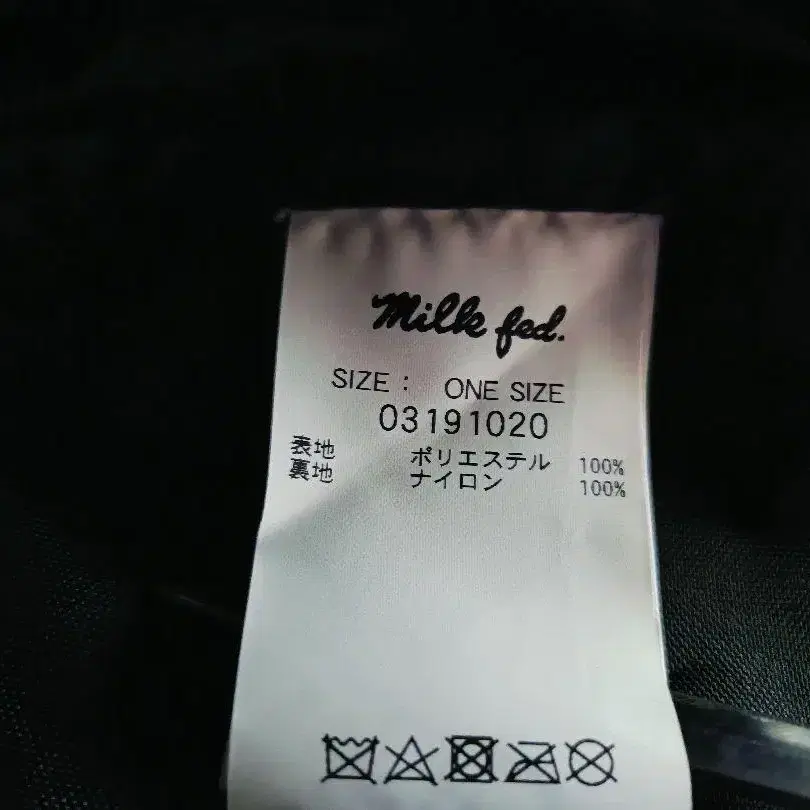 Milk fed.
SIZE : ONE SIZE
03191020
表地 ポリエステル 100%
裏地 ナイロン 100%